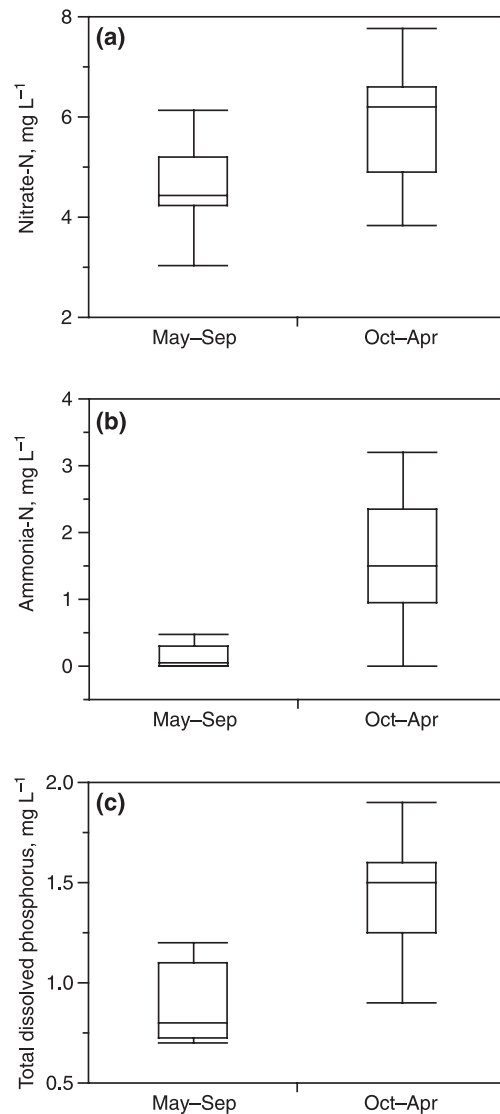 (a)
Nitrate-N, mg L⁻¹
8
6
4
2
May–Sep Oct–Apr
(b)
Ammonia-N, mg L⁻¹
4
3
2
1
0
May–Sep Oct–Apr
(c)
Total dissolved phosphorus, mg L⁻¹
2.0
1.5
1.0
0.5
May–Sep Oct–Apr